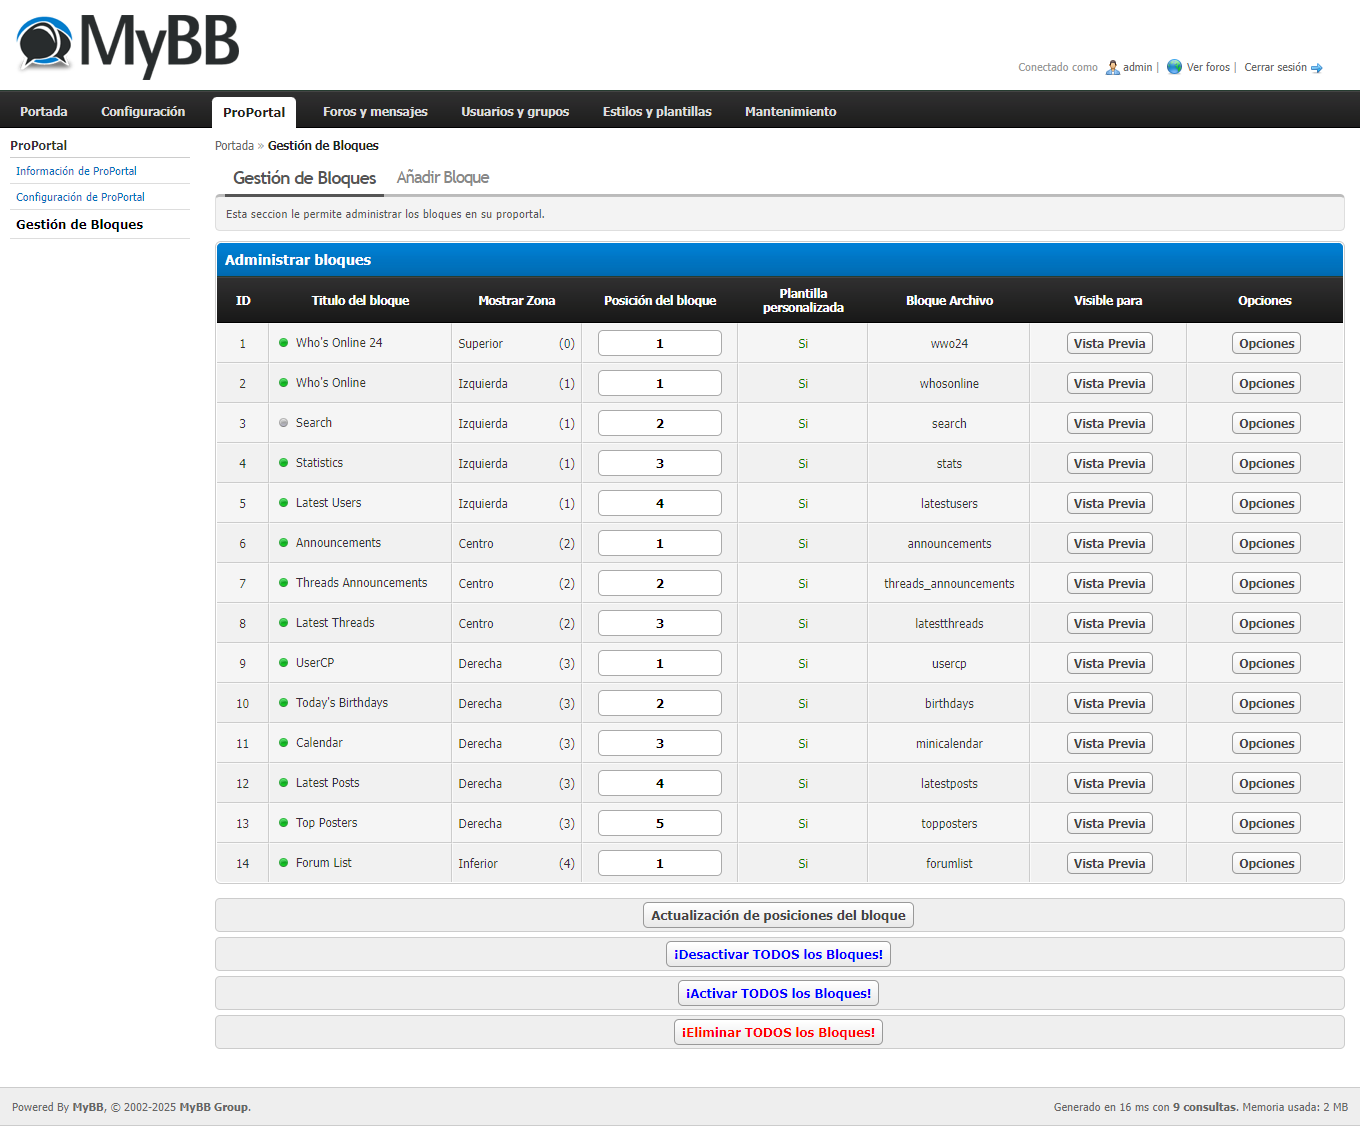 MyBB
Conectado como admin | Ver foros | Cerrar sesión
Portada Configuración ProPortal Foros y mensajes Usuarios y grupos Estilos y plantillas Mantenimiento
ProPortal
Información de ProPortal
Configuración de ProPortal
Gestión de Bloques
Portada » Gestión de Bloques
Gestión de Bloques Añadir Bloque
Esta seccion le permite administrar los bloques en su proportal.
Administrar bloques
ID Titulo del bloque Mostrar Zona Posición del bloque Plantilla personalizada Bloque Archivo Visible para Opciones
1 Who's Online 24 Superior (0) 1 Si wwo24 Vista Previa Opciones
2 Who's Online Izquierda (1) 1 Si whosonline Vista Previa Opciones
3 Search Izquierda (1) 2 Si search Vista Previa Opciones
4 Statistics Izquierda (1) 3 Si stats Vista Previa Opciones
5 Latest Users Izquierda (1) 4 Si latestusers Vista Previa Opciones
6 Announcements Centro (2) 1 Si announcements Vista Previa Opciones
7 Threads Announcements Centro (2) 2 Si threads_announcements Vista Previa Opciones
8 Latest Threads Centro (2) 3 Si latestthreads Vista Previa Opciones
9 UserCP Derecha (3) 1 Si usercp Vista Previa Opciones
10 Today's Birthdays Derecha (3) 2 Si birthdays Vista Previa Opciones
11 Calendar Derecha (3) 3 Si minicalendar Vista Previa Opciones
12 Latest Posts Derecha (3) 4 Si latestposts Vista Previa Opciones
13 Top Posters Derecha (3) 5 Si topposters Vista Previa Opciones
14 Forum List Inferior (4) 1 Si forumlist Vista Previa Opciones
Actualización de posiciones del bloque
¡Desactivar TODOS los Bloques!
¡Activar TODOS los Bloques!
¡Eliminar TODOS los Bloques!
Powered By MyBB, © 2002-2025 MyBB Group.
Generado en 16 ms con 9 consultas. Memoria usada: 2 MB